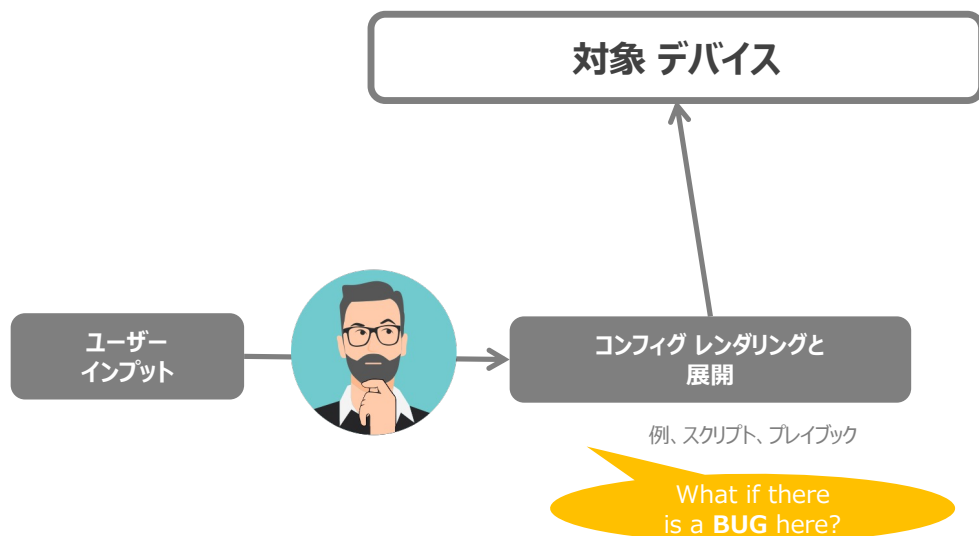 対象 デバイス
ユーザー
インプット
コンフィグ レンダリングと
展開
例、スクリプト、プレイブック
What if there
is a BUG here?